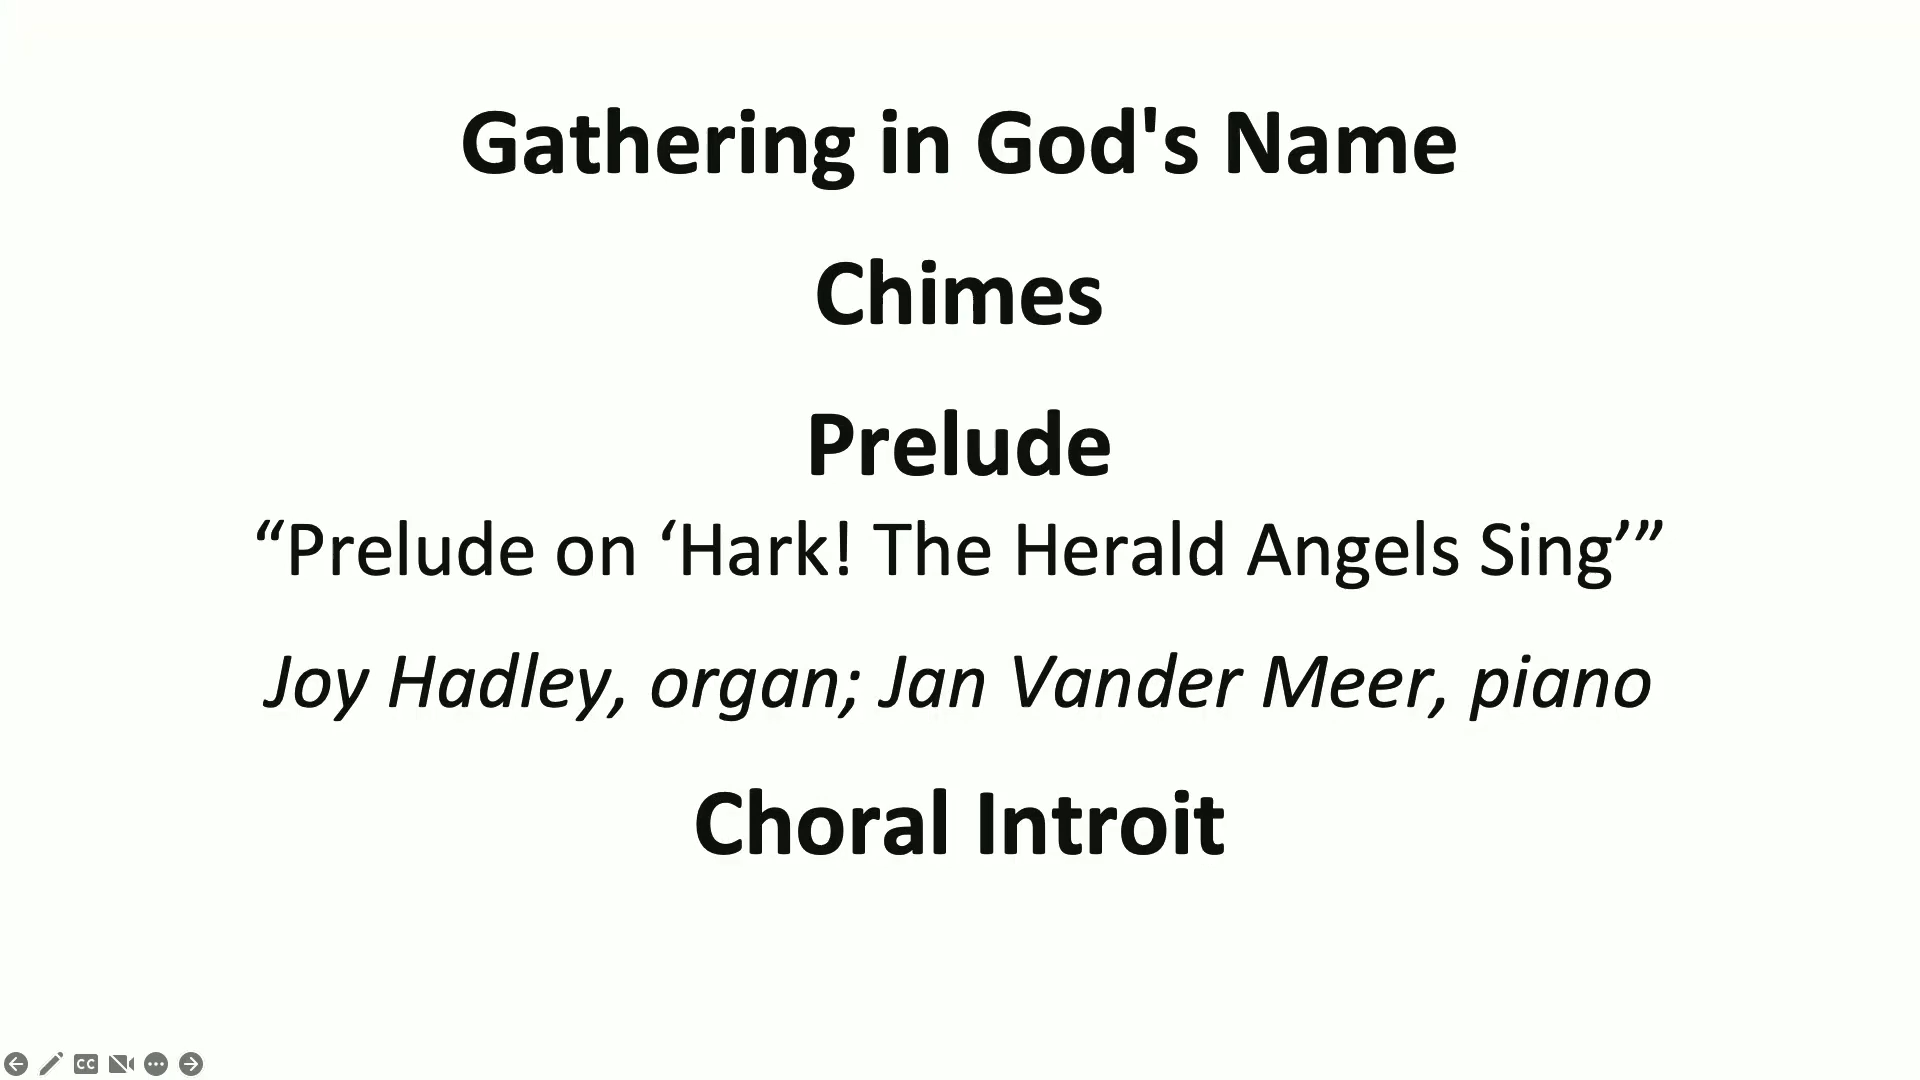 Gathering in God's Name
Chimes
Prelude
“Prelude on ‘Hark! The Herald Angels Sing’”
Joy Hadley, organ; Jan Vander Meer, piano
Choral Introit
CC